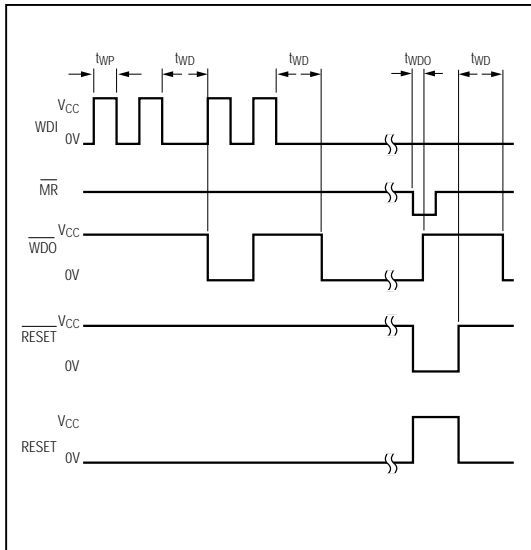 tWP tWD tWD tWDO tWD
VCC
WDI
0V
MR
VCC
WDO
0V
VCC
RESET
0V
VCC
RESET
0V